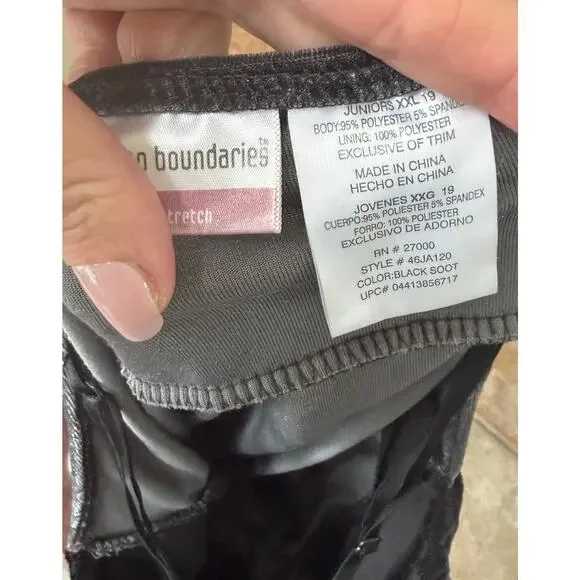 boundaries™
stretch
JUNIORS XXL 19
BODY:95% POLYESTER 5% SPANDEX
LINING: 100% POLYESTER
EXCLUSIVE OF TRIM
MADE IN CHINA
HECHO EN CHINA
JOVENES XXG 19
CUERPO:95% POLIESTER 5% SPANDEX
FORRO: 100% POLIESTER
EXCLUSIVO DE ADORNO
RN # 27000
STYLE # 46JA120
COLOR:BLACK SOOT
UPC# 04413856717